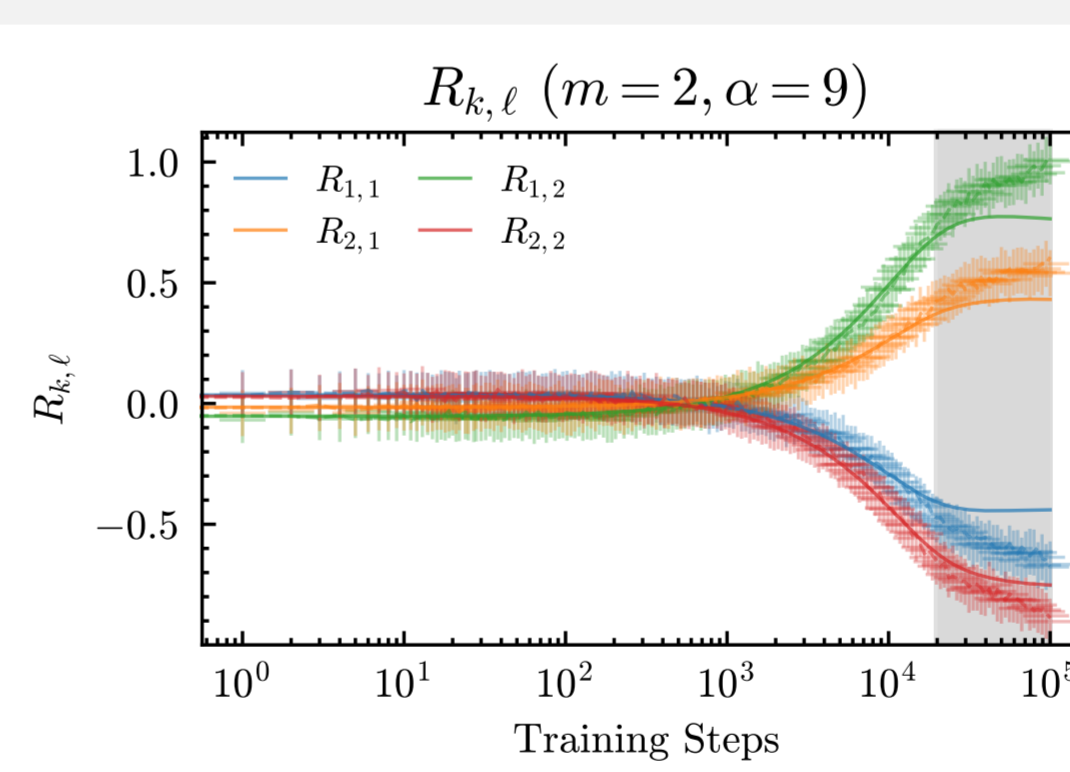 R_{k,ℓ} (m = 2, α = 9)
1.0
0.5
0.0
−0.5
R_{k,ℓ}
R_{1,1} R_{1,2}
R_{2,1} R_{2,2}
10^0 10^1 10^2 10^3 10^4 10^5
Training Steps